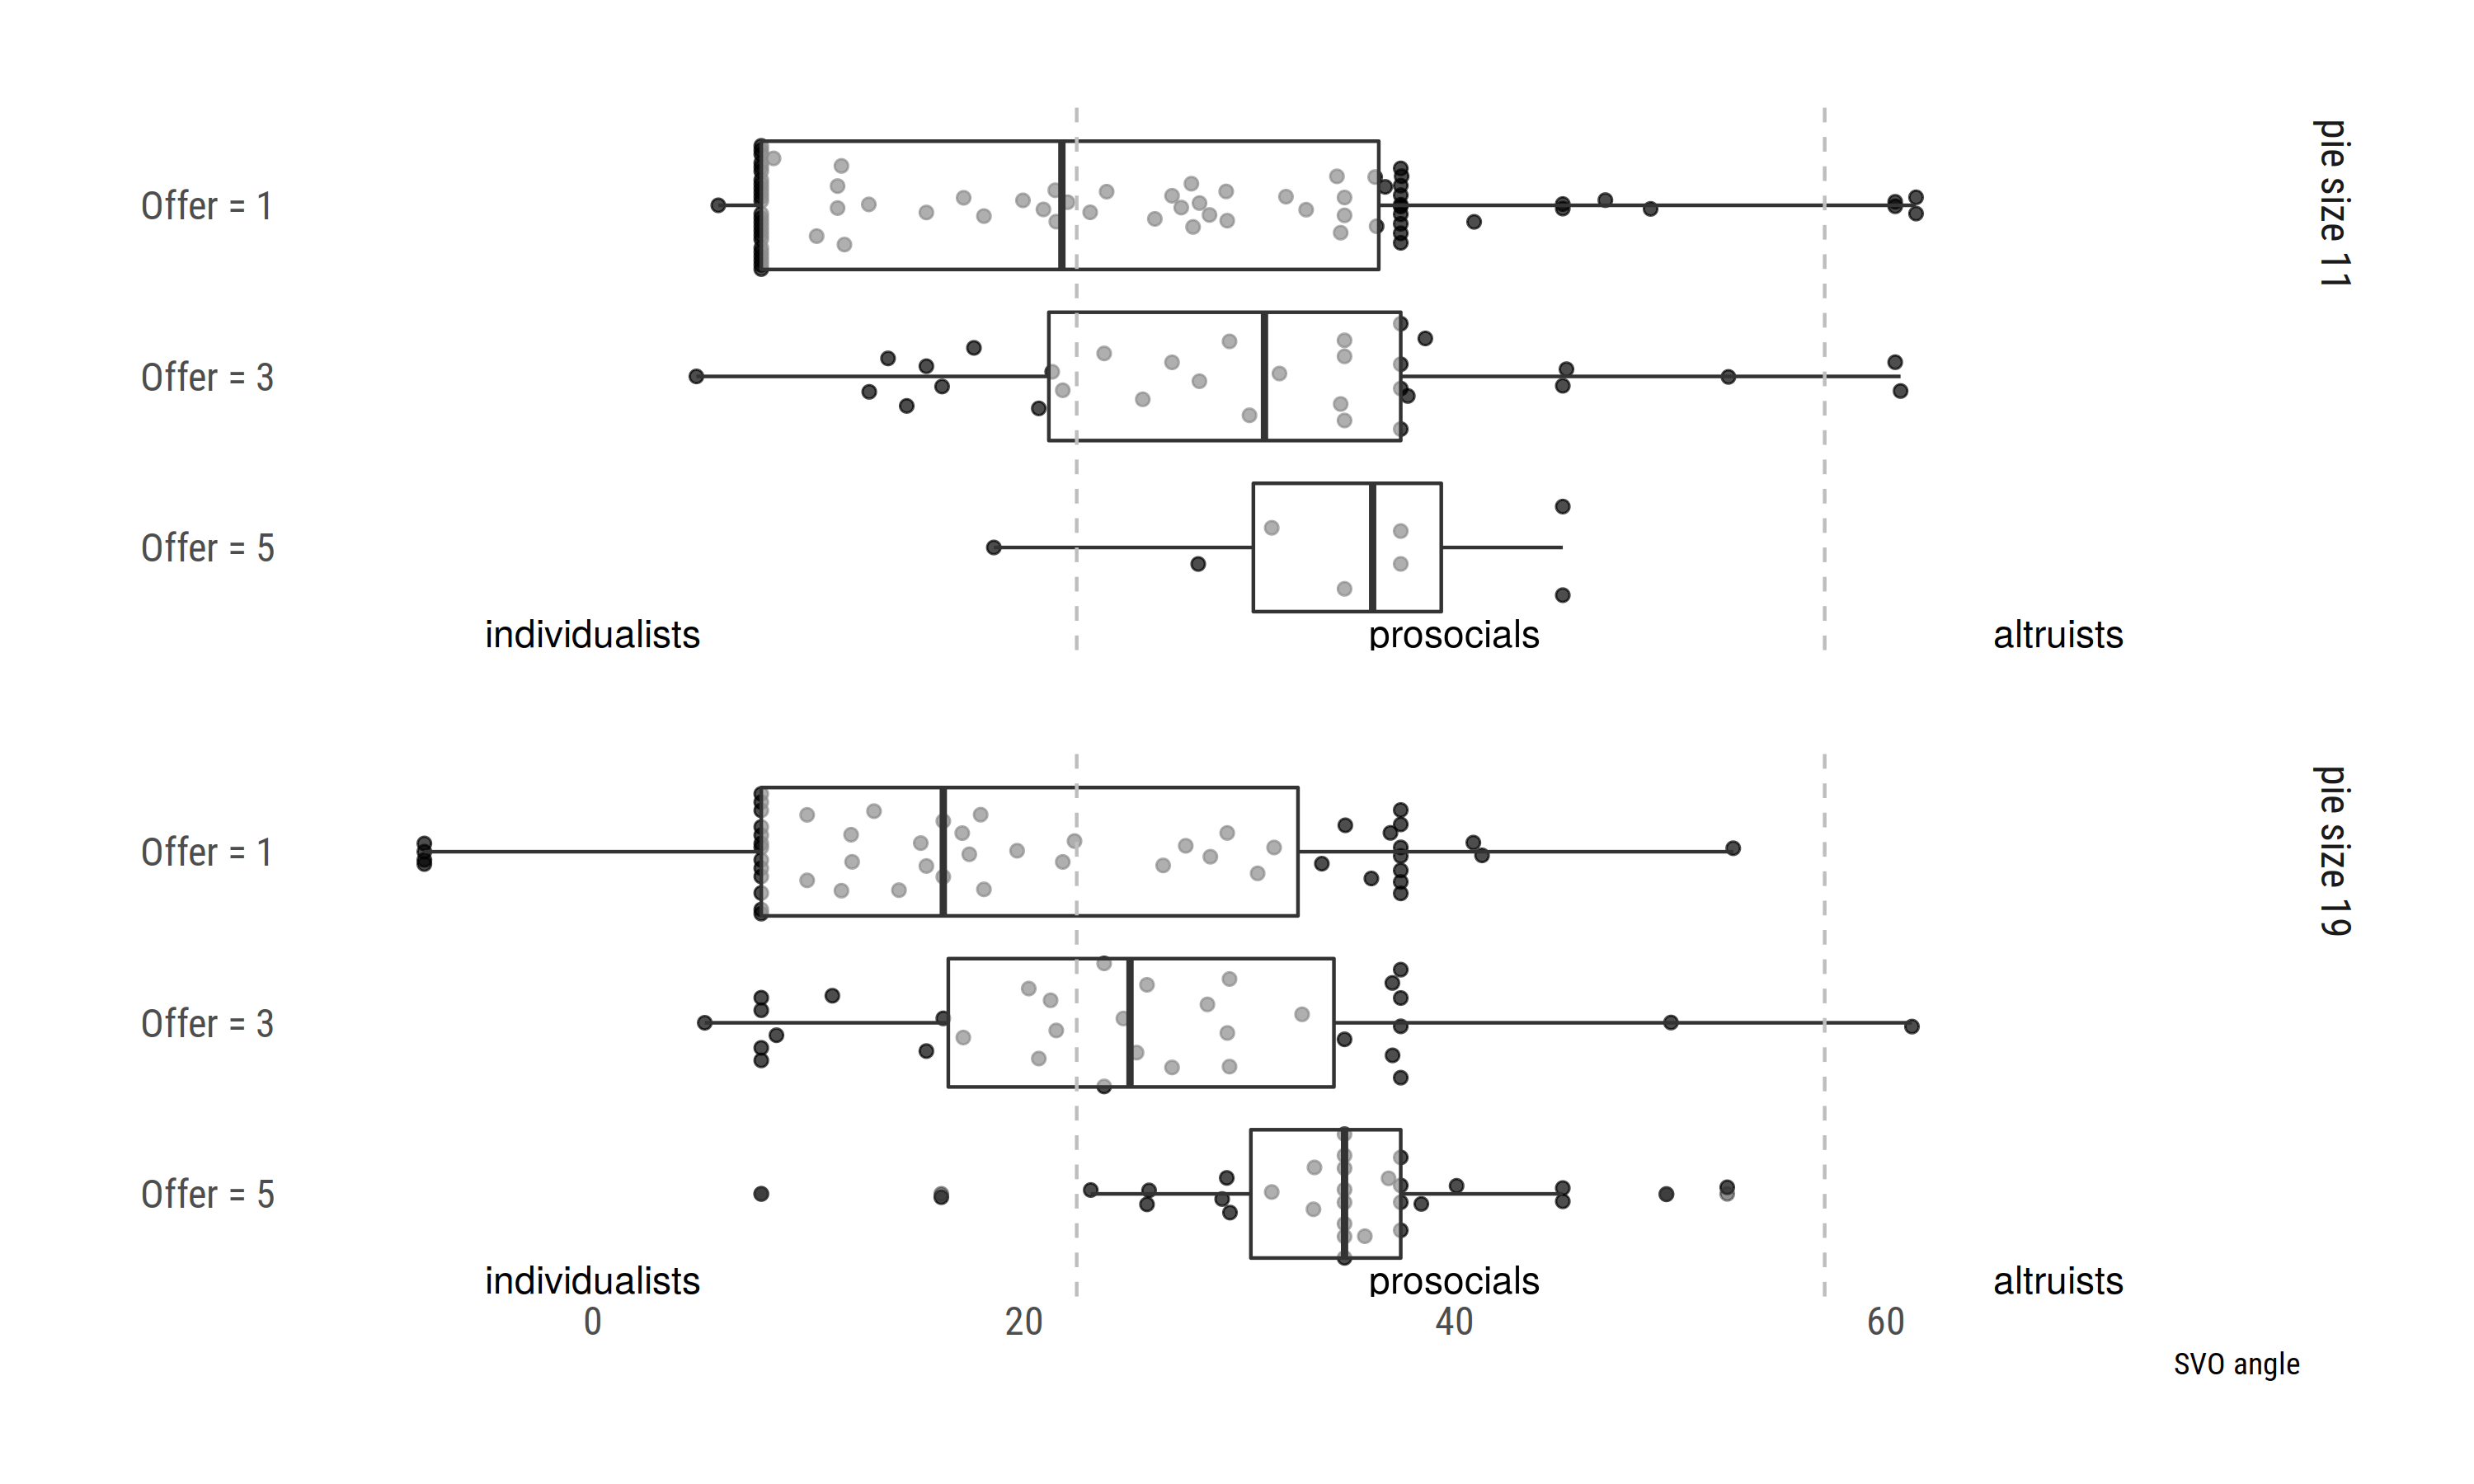 pie size 11
Offer = 1
Offer = 3
Offer = 5
individualists prosocials altruists
pie size 19
Offer = 1
Offer = 3
Offer = 5
individualists prosocials altruists
0 20 40 60
SVO angle